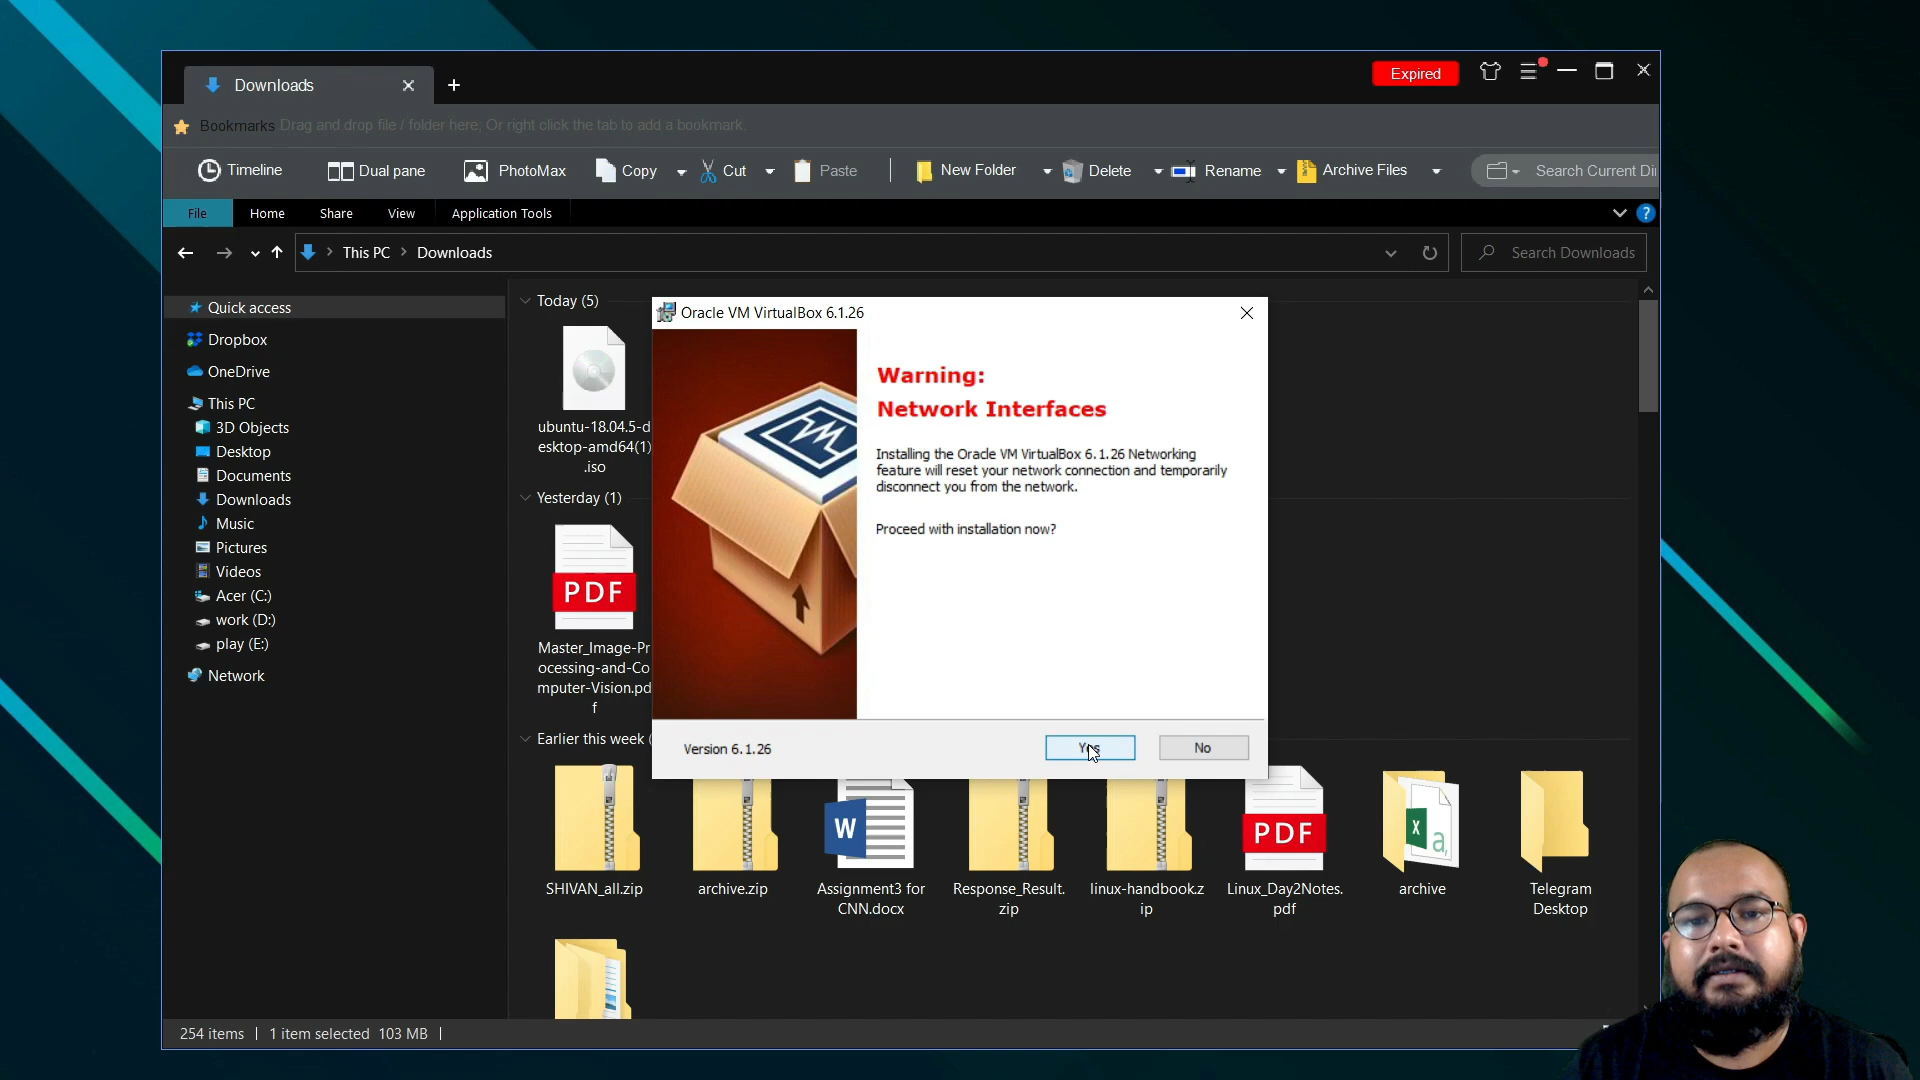 Downloads
Expired
Bookmarks Drag and drop file / folder here; Or right click the tab to add a bookmark.
Timeline
Dual pane
PhotoMax
Copy
Cut
Paste
New Folder
Delete
Rename
Archive Files
Search Current Di
File
Home
Share
View
Application Tools
?
This PC
Downloads
Search Downloads
Quick access
Dropbox
OneDrive
This PC
3D Objects
Desktop
Documents
Downloads
Music
Pictures
Videos
Acer (C:)
work (D:)
play (E:)
Network
Today (5)
ubuntu-18.04.5-d
esktop-amd64(1)
.iso
Yesterday (1)
PDF
Master_Image-Pr
ocessing-and-Co
mputer-Vision.pd
f
Earlier this week (
Oracle VM VirtualBox 6.1.26
Warning:
Network Interfaces
Installing the Oracle VM VirtualBox 6.1.26 Networking
feature will reset your network connection and temporarily
disconnect you from the network.
Proceed with installation now?
Version 6.1.26
Yes
No
W
PDF
X
a,
SHIVAN_all.zip
archive.zip
Assignment3 for
CNN.docx
Response_Result.
zip
linux-handbook.z
ip
Linux_Day2Notes.
pdf
archive
Telegram
Desktop
254 items
1 item selected 103 MB